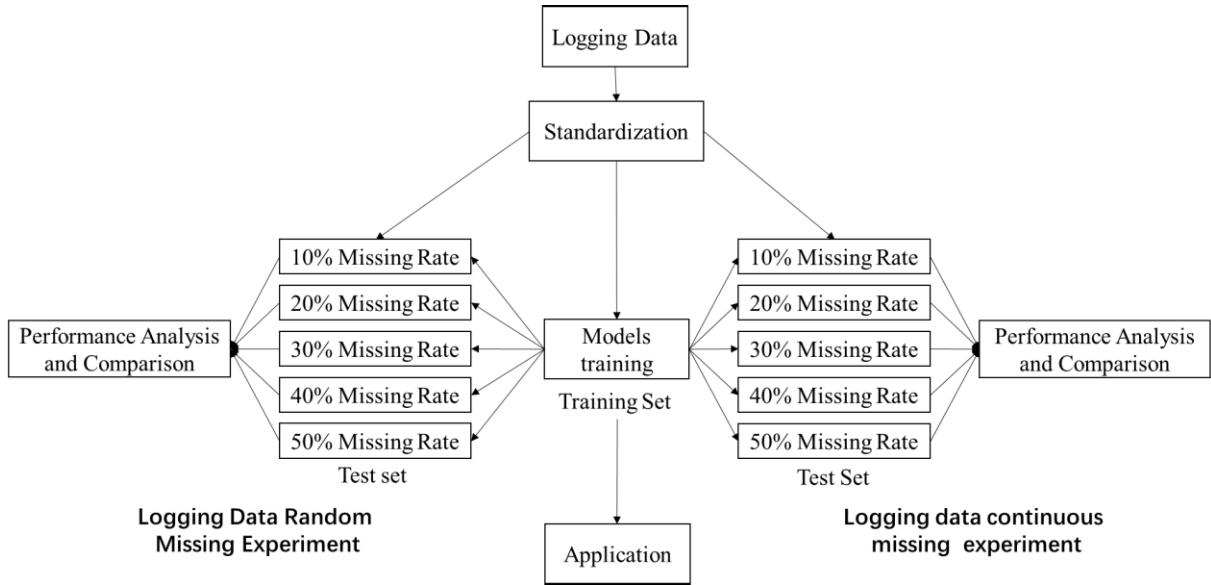 Logging Data
Standardization
10% Missing Rate
20% Missing Rate
30% Missing Rate
40% Missing Rate
50% Missing Rate
Test set
Performance Analysis
and Comparison
Logging Data Random
Missing Experiment
Models
training
Training Set
Application
10% Missing Rate
20% Missing Rate
30% Missing Rate
40% Missing Rate
50% Missing Rate
Test Set
Performance Analysis
and Comparison
Logging data continuous
missing experiment